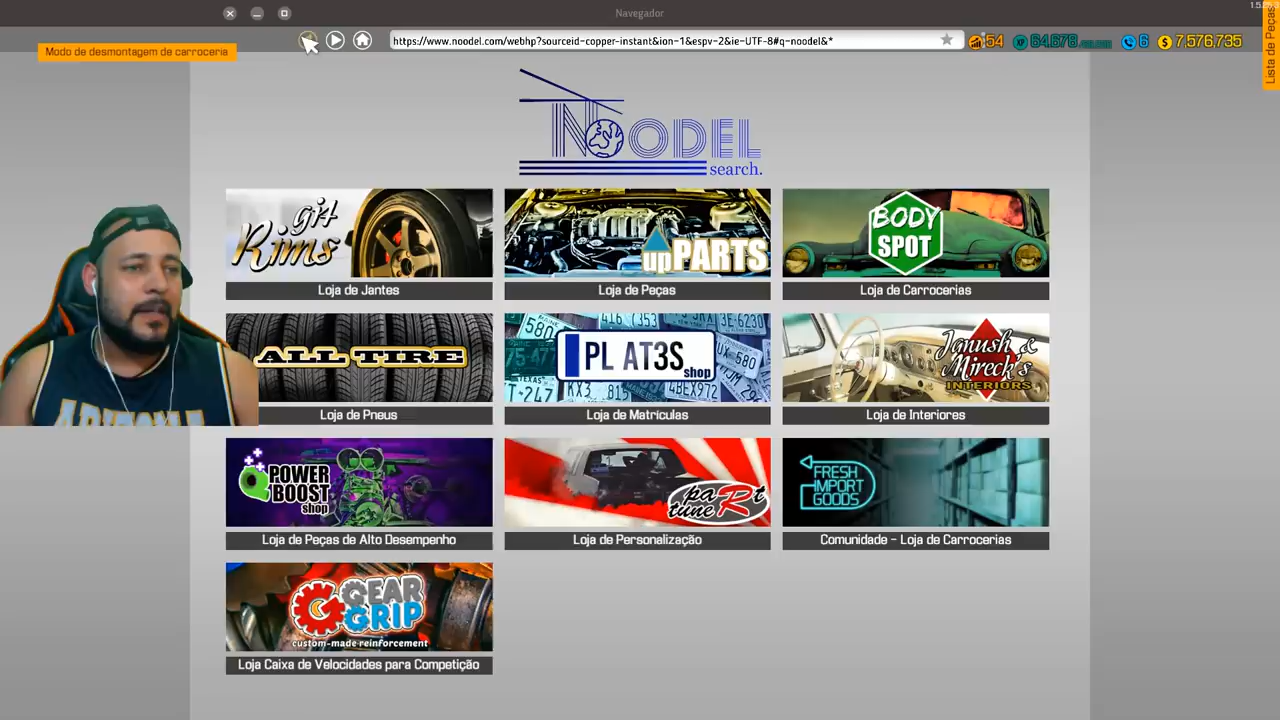 Navegador
1.5.26.3
Modo de desmontagem de carroceria
https://www.noodel.com/webhp?sourceid-copper-instant&ion-1&espv-2&ie-UTF-8#q-noodel&*
54
64,678
6
7,576,735
Lista de Peças
NOODEL
search.
gi4
Rims
upPARTS
BODY
SPOT
Loja de Jantes
Loja de Peças
Loja de Carrocerias
ALL TIRE
PL AT3S
shop
Janush &
Mireck's
INTERIORS
Loja de Pneus
Loja de Matrículas
Loja de Interiores
POWER
BOOST
shop
paRt
tune
FRESH
IMPORT
GOODS
Loja de Peças de Alto Desempenho
Loja de Personalização
Comunidade - Loja de Carrocerias
GEAR
GRIP
custom-made reinforcement
Loja Caixa de Velocidades para Competição